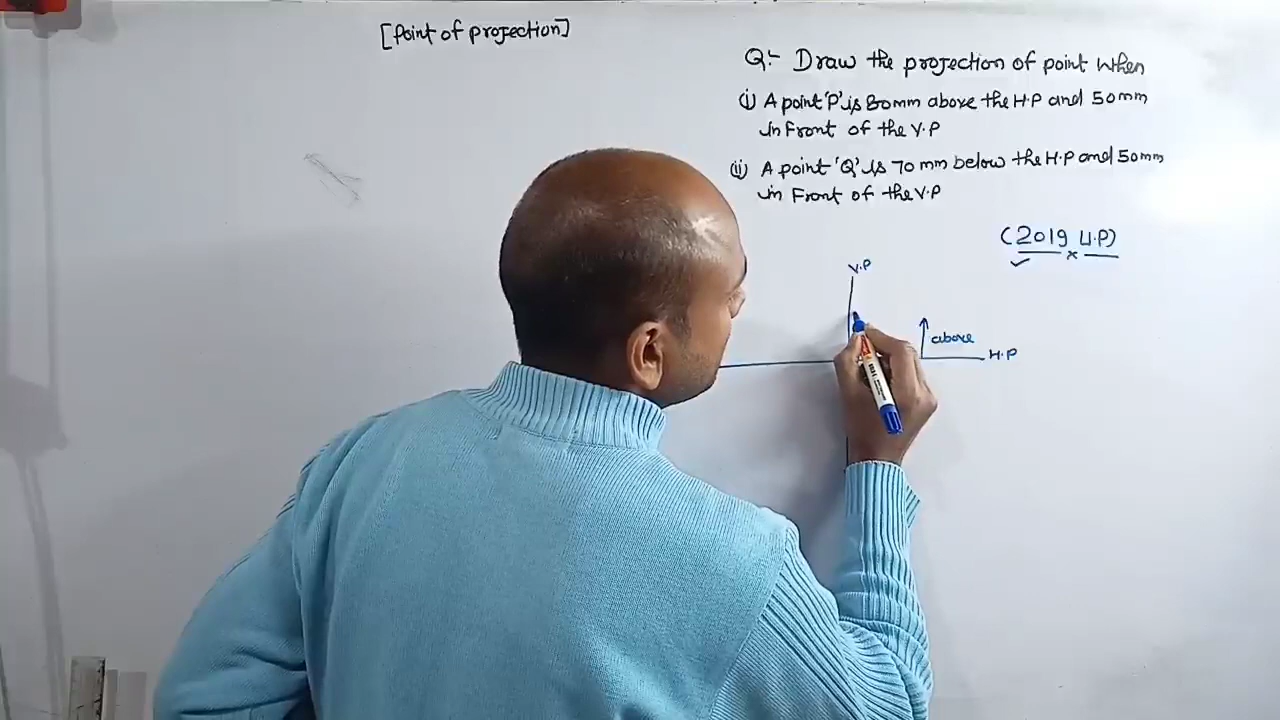 [Point of projection]
Q:- Draw the projection of point when
(i) A point 'P' is 80mm above the H.P and 50mm
in Front of the V.P
(ii) A point 'Q' is 70 mm below the H.P and 50mm
in Front of the V.P
(2019 U.P)
V.P
above
H.P